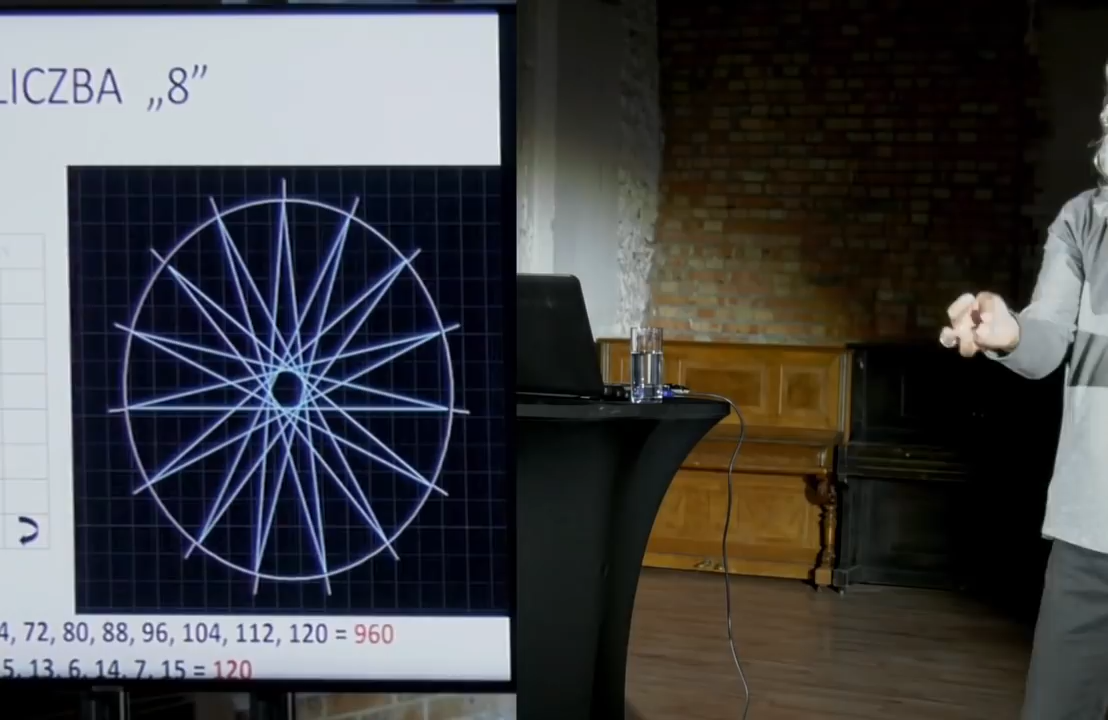 LICZBA „8”
4, 72, 80, 88, 96, 104, 112, 120 = 960
5, 13, 6, 14, 7, 15 = 120